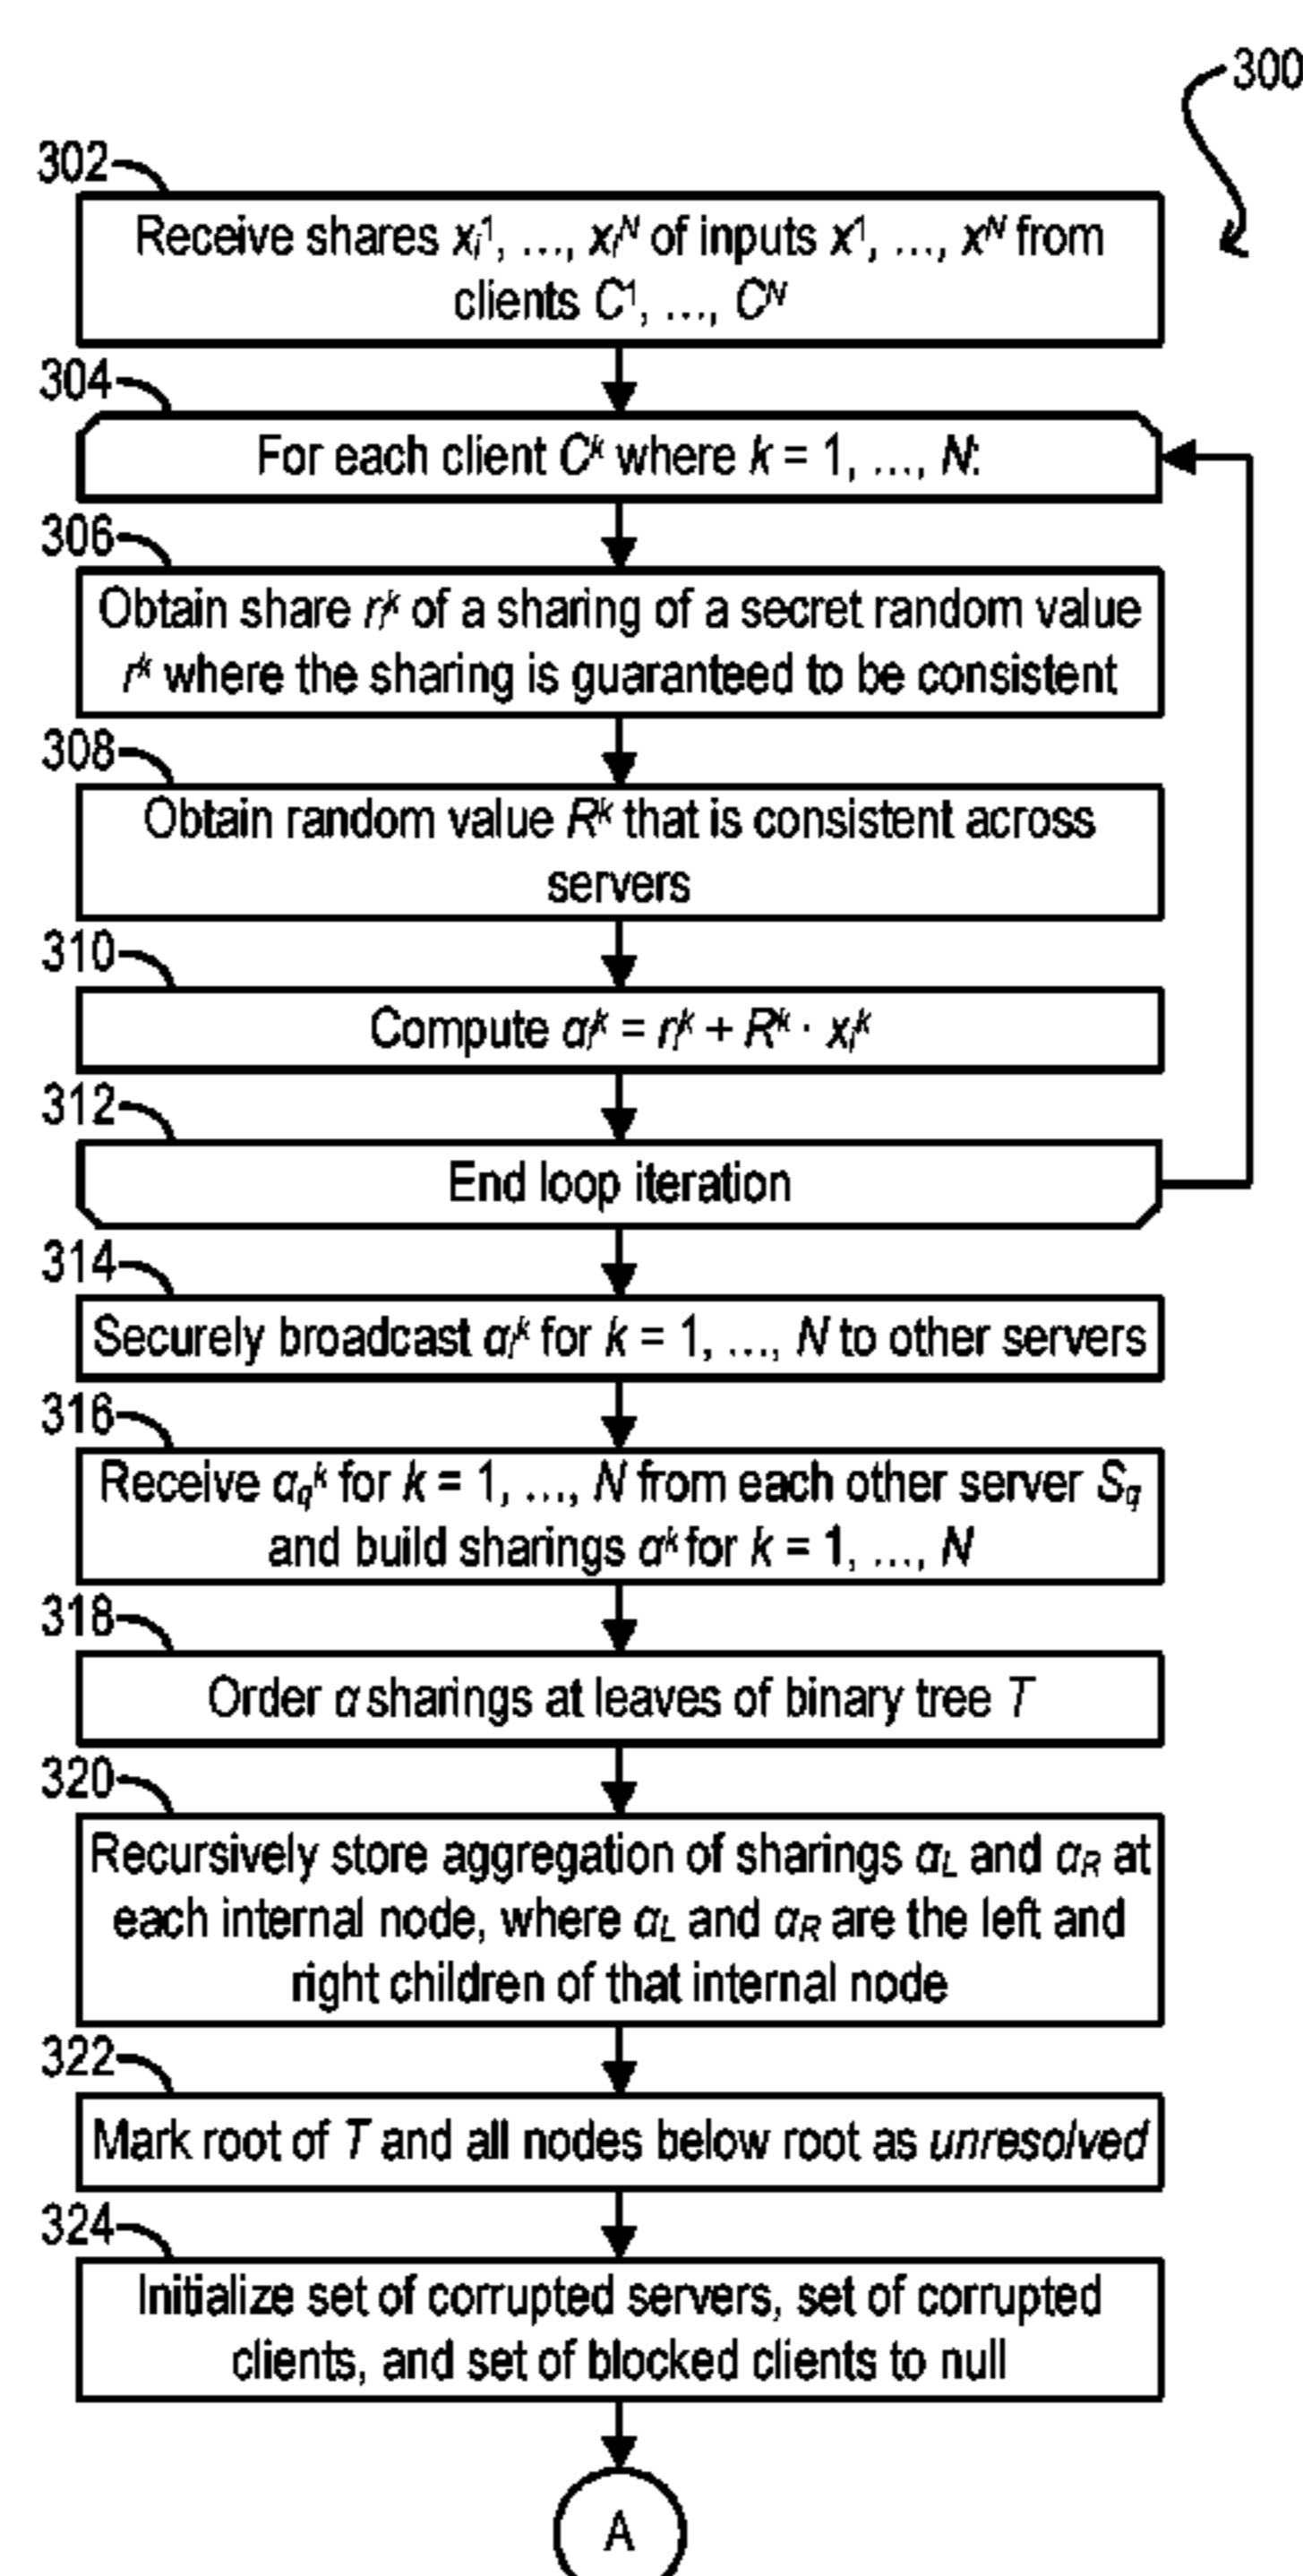 300
302
Receive shares xᵢ¹, ..., xᵢᴺ of inputs x¹, ..., xᴺ from
clients C¹, ..., Cᴺ
304
For each client Cᵏ where k = 1, ..., N:
306
Obtain share rᵢᵏ of a sharing of a secret random value
rᵏ where the sharing is guaranteed to be consistent
308
Obtain random value Rᵏ that is consistent across
servers
310
Compute αᵢᵏ = rᵢᵏ + Rᵏ · xᵢᵏ
312
End loop iteration
314
Securely broadcast αᵢᵏ for k = 1, ..., N to other servers
316
Receive α_qᵏ for k = 1, ..., N from each other server S_q
and build sharings αᵏ for k = 1, ..., N
318
Order α sharings at leaves of binary tree T
320
Recursively store aggregation of sharings α_L and α_R at
each internal node, where α_L and α_R are the left and
right children of that internal node
322
Mark root of T and all nodes below root as unresolved
324
Initialize set of corrupted servers, set of corrupted
clients, and set of blocked clients to null
A